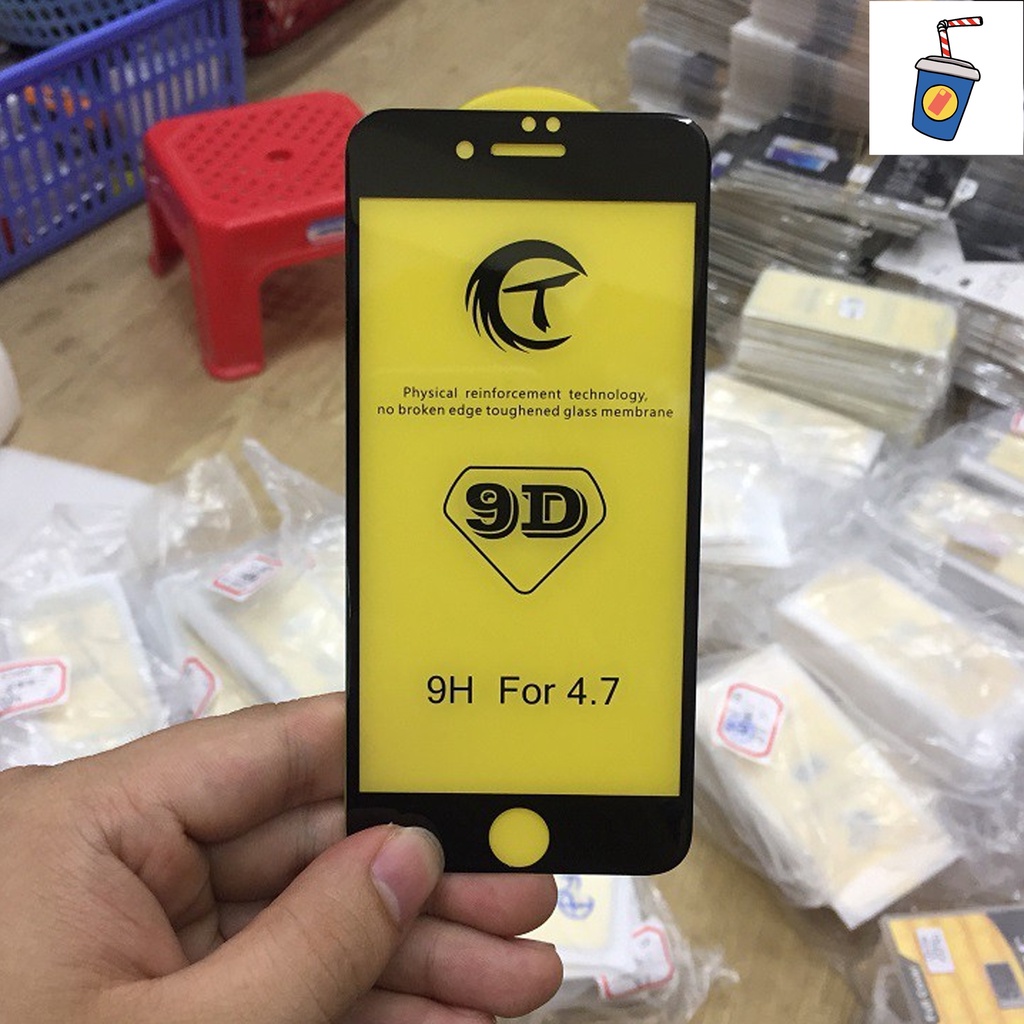 T
Physical reinforcement technology,
no broken edge toughened glass membrane
9D
9H For 4.7